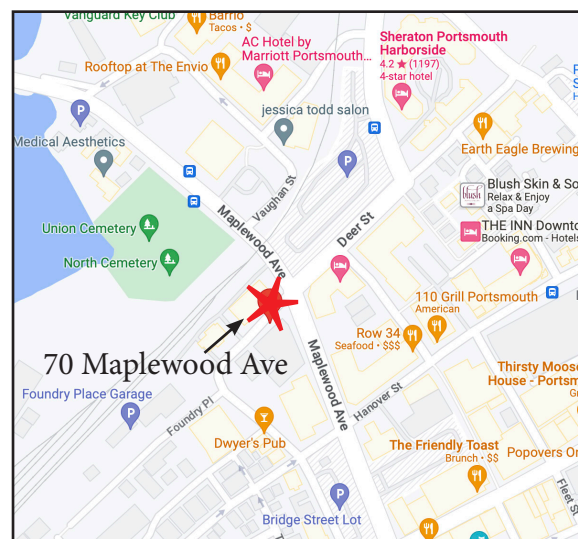 Vanguard Key Club
Barrio
Tacos • $
AC Hotel by
Marriott Portsmouth...
Sheraton Portsmouth
Harborside
4.2 ★ (1197)
4-star hotel
Rooftop at The Envio
P
P
jessica todd salon
Medical Aesthetics
P
Earth Eagle Brewing
Vaughan St
blush
Blush Skin & So
Relax & Enjoy
a Spa Day
Union Cemetery
Maplewood Ave
Deer St
THE INN Downto
Booking.com - Hotels
North Cemetery
110 Grill Portsmouth
American
Row 34
Seafood • $$$
70 Maplewood Ave
Maplewood Ave
Thirsty Moose
House - Portsm
Foundry Place Garage
P
Foundry Pl
Hanover St
Dwyer's Pub
The Friendly Toast
Brunch • $$
Popovers On
Fleet St
P
Bridge Street Lot